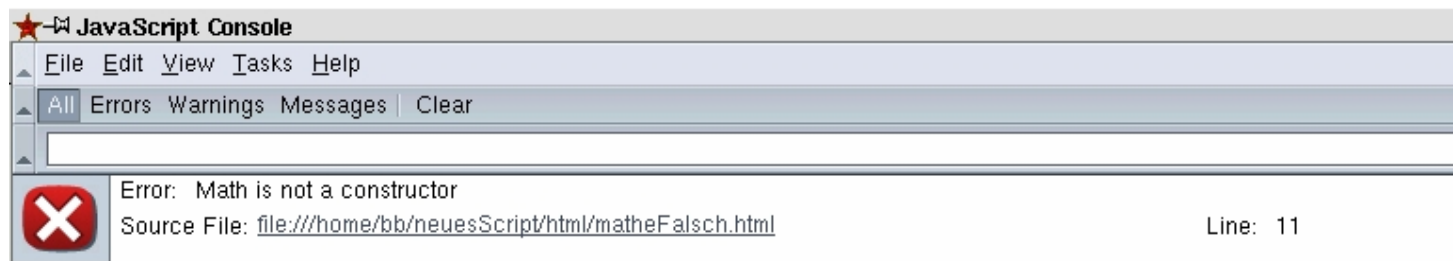 JavaScript Console
File Edit View Tasks Help
All Errors Warnings Messages Clear
Error: Math is not a constructor
Source File: file:///home/bb/neuesScript/html/matheFalsch.html Line: 11